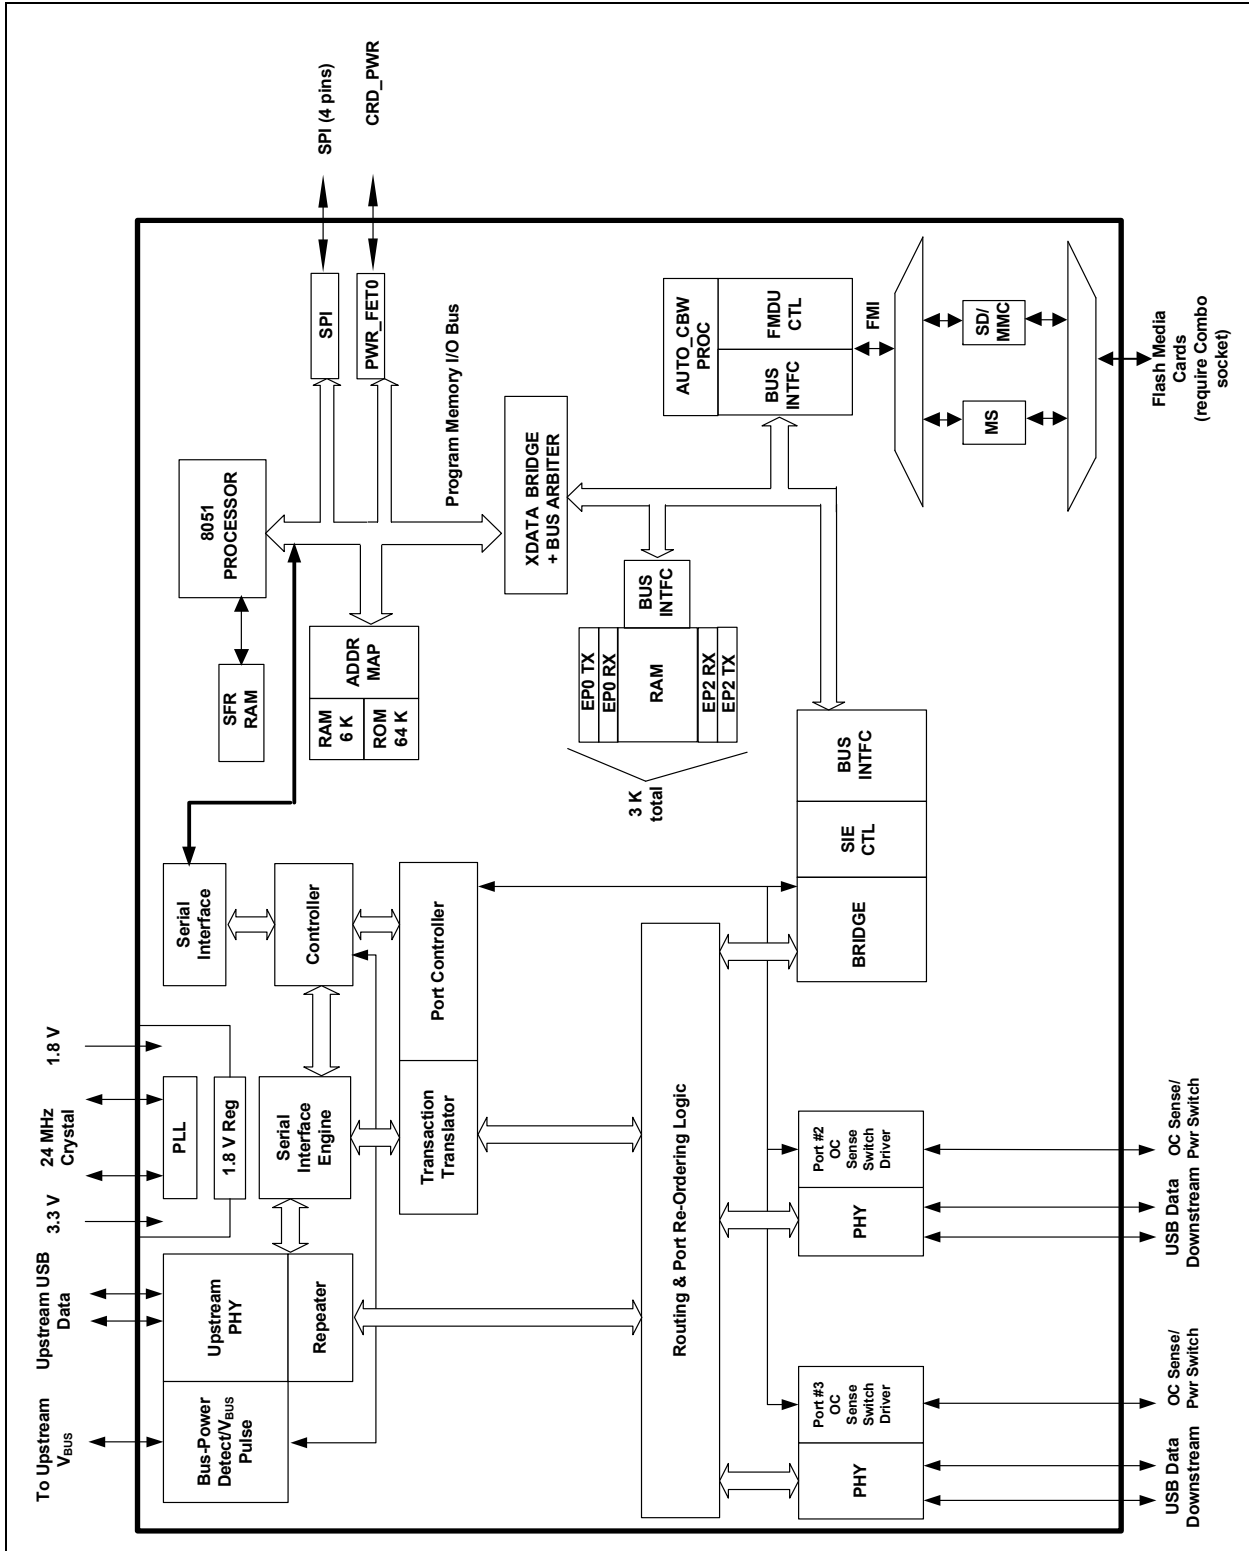 To Upstream
VBUS
Upstream USB
Data
3.3 V
24 MHz
Crystal
1.8 V
Bus-Power
Detect/VBUS
Pulse
Upstream
PHY
Repeater
PLL
1.8 V Reg
Serial
Interface
Engine
Serial
Interface
Controller
Transaction
Translator
Port Controller
SFR
RAM
8051
PROCESSOR
RAM
6 K
ROM
64 K
ADDR
MAP
SPI
PWR_FET0
SPI (4 pins)
CRD_PWR
Program Memory I/O Bus
XDATA BRIDGE
+ BUS ARBITER
3 K
total
EP0 TX
EP0 RX
RAM
EP2 RX
EP2 TX
BUS
INTFC
AUTO_CBW
PROC
BUS
INTFC
FMDU
CTL
FMI
MS
SD/
MMC
Flash Media
Cards
(require Combo
socket)
Routing & Port Re-Ordering Logic
BRIDGE
SIE
CTL
BUS
INTFC
PHY
Port #3
OC
Sense
Switch
Driver
PHY
Port #2
OC
Sense
Switch
Driver
USB Data
Downstream
OC Sense/
Pwr Switch
USB Data
Downstream
OC Sense/
Pwr Switch